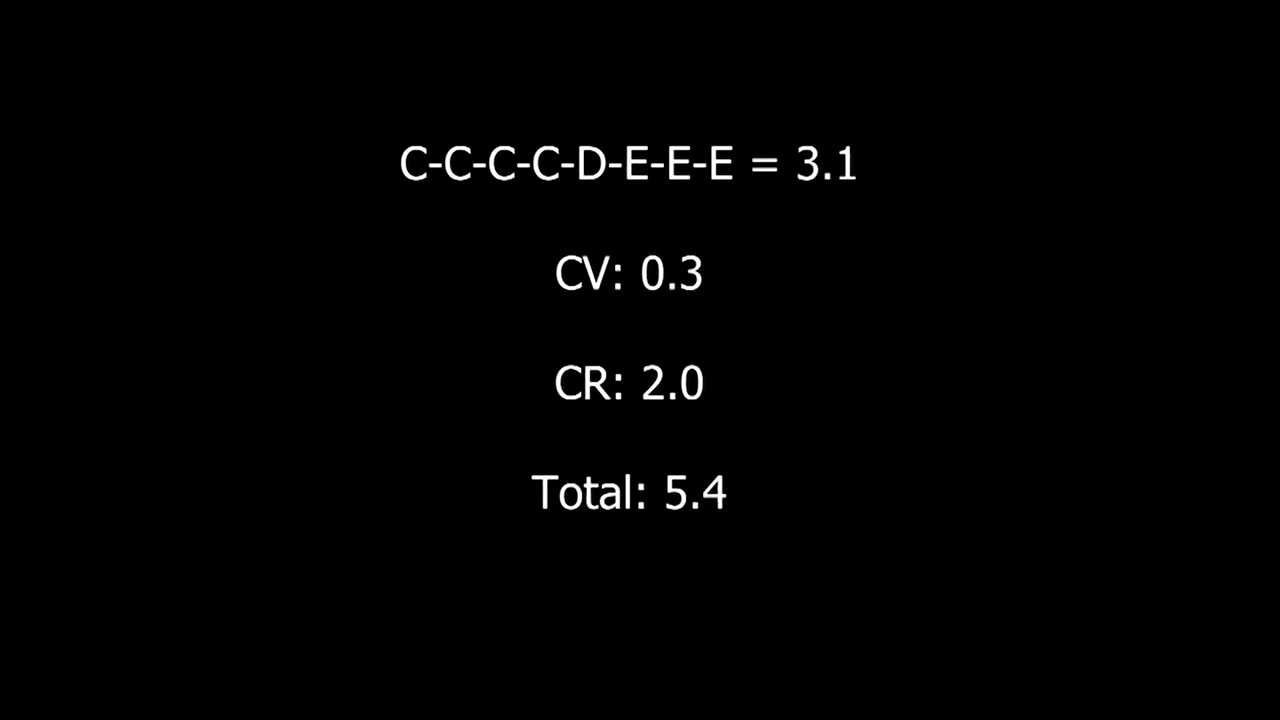 C-C-C-C-D-E-E-E = 3.1
CV: 0.3
CR: 2.0
Total: 5.4